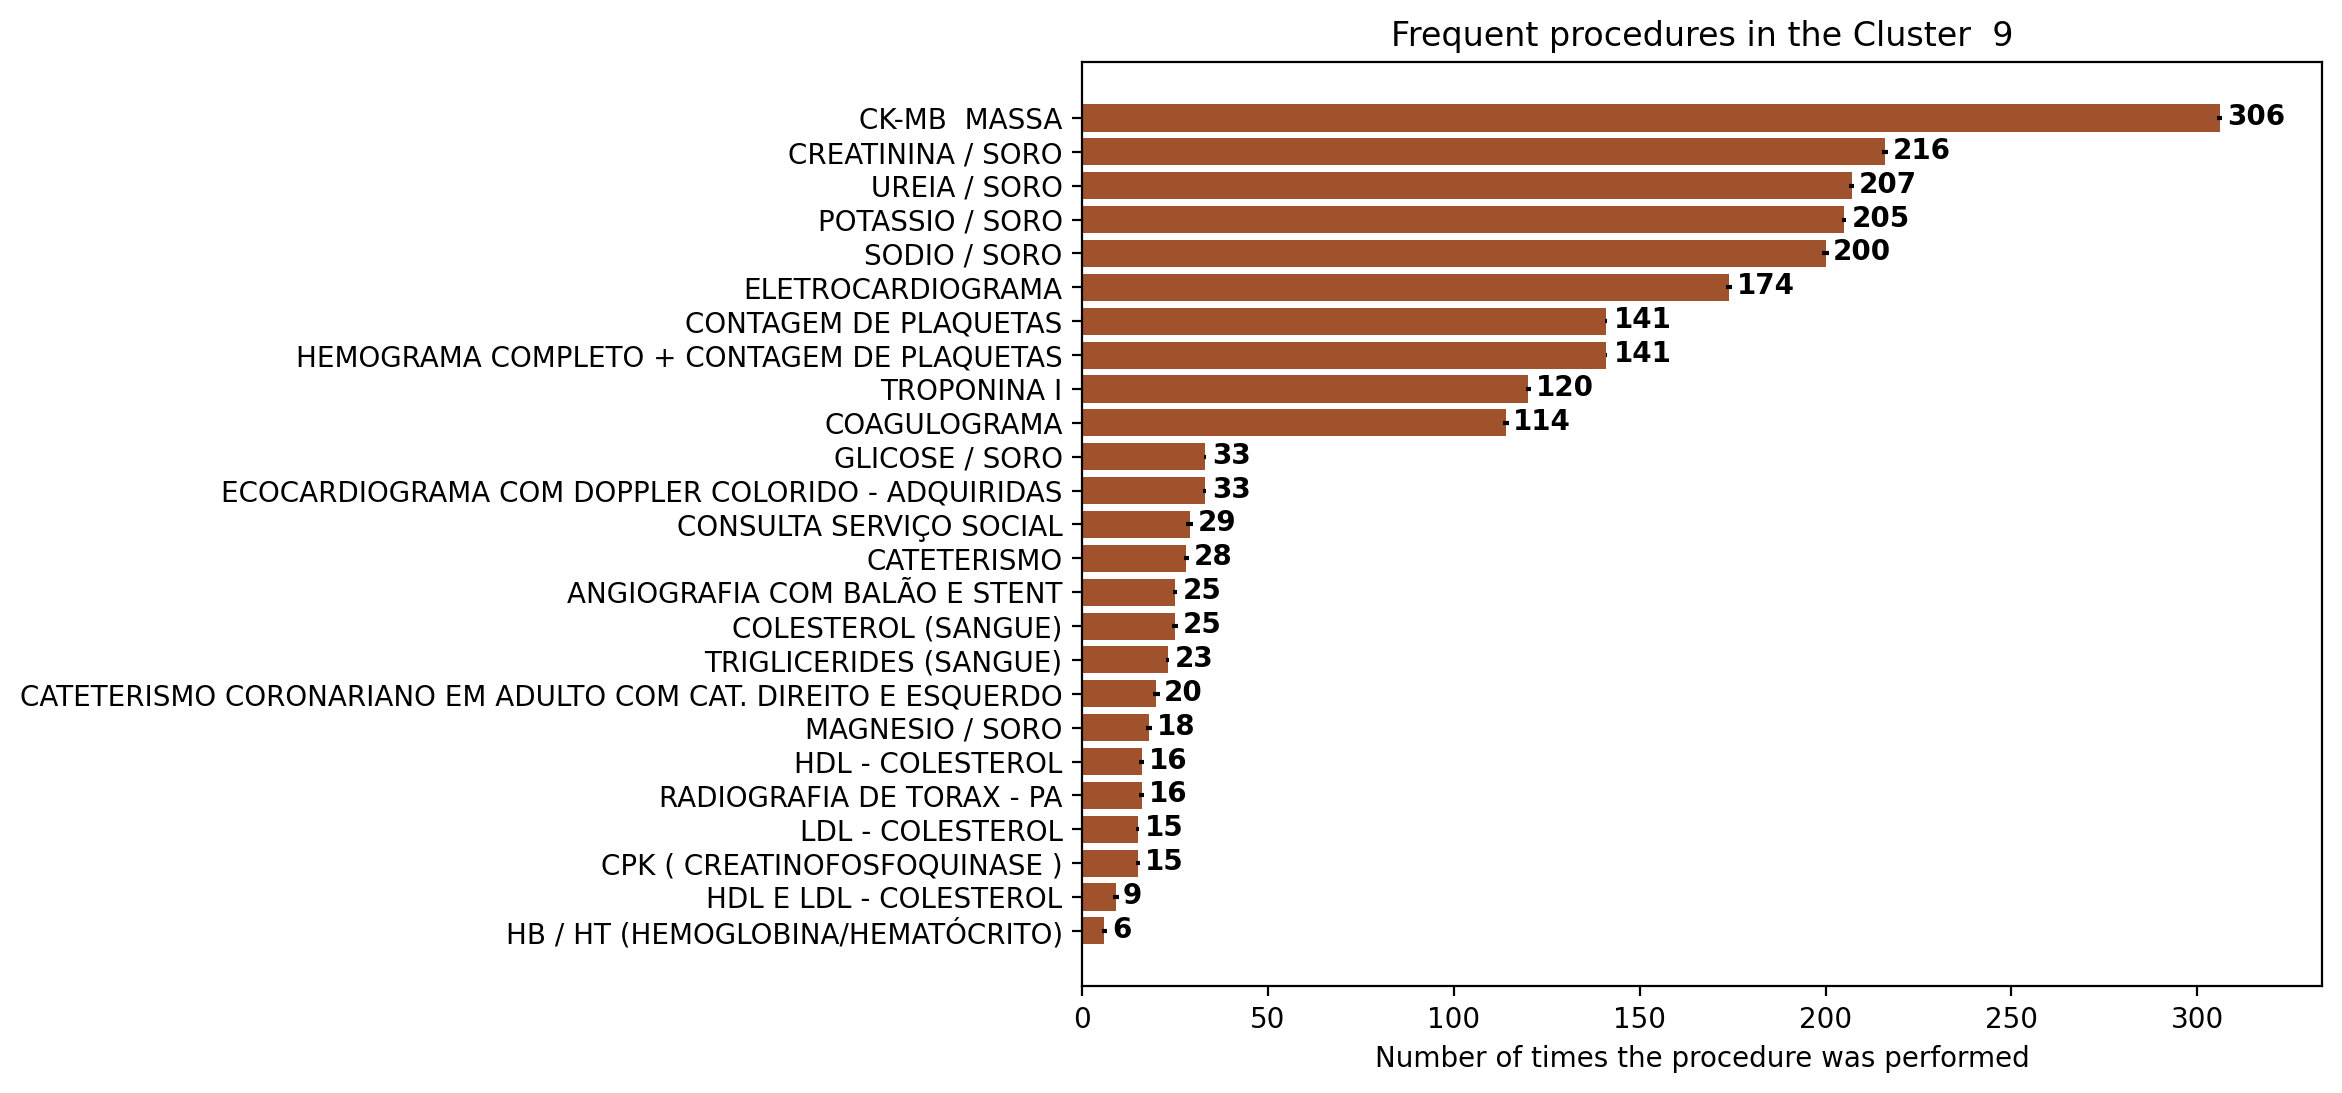 Frequent procedures in the Cluster  9
CK-MB  MASSA 306
CREATININA / SORO 216
UREIA / SORO 207
POTASSIO / SORO 205
SODIO / SORO 200
ELETROCARDIOGRAMA 174
CONTAGEM DE PLAQUETAS 141
HEMOGRAMA COMPLETO + CONTAGEM DE PLAQUETAS 141
TROPONINA I 120
COAGULOGRAMA 114
GLICOSE / SORO 33
ECOCARDIOGRAMA COM DOPPLER COLORIDO - ADQUIRIDAS 33
CONSULTA SERVIÇO SOCIAL 29
CATETERISMO 28
ANGIOGRAFIA COM BALÃO E STENT 25
COLESTEROL (SANGUE) 25
TRIGLICERIDES (SANGUE) 23
CATETERISMO CORONARIANO EM ADULTO COM CAT. DIREITO E ESQUERDO 20
MAGNESIO / SORO 18
HDL - COLESTEROL 16
RADIOGRAFIA DE TORAX - PA 16
LDL - COLESTEROL 15
CPK ( CREATINOFOSFOQUINASE ) 15
HDL E LDL - COLESTEROL 9
HB / HT (HEMOGLOBINA/HEMATÓCRITO) 6
0 50 100 150 200 250 300
Number of times the procedure was performed